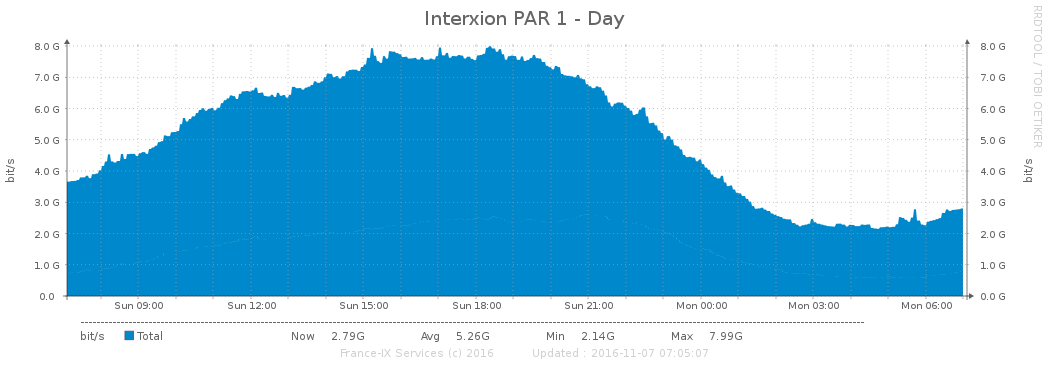 Interxion PAR 1 - Day
RRDTOOL / TOBI OETIKER
bit/s
8.0 G 8.0 G
7.0 G 7.0 G
6.0 G 6.0 G
5.0 G 5.0 G
4.0 G 4.0 G
3.0 G 3.0 G
2.0 G 2.0 G
1.0 G 1.0 G
0.0 0.0 G
bit/s
Sun 09:00 Sun 12:00 Sun 15:00 Sun 18:00 Sun 21:00 Mon 00:00 Mon 03:00 Mon 06:00
bit/s Total Now 2.79G Avg 5.26G Min 2.14G Max 7.99G
France-IX Services (c) 2016 Updated : 2016-11-07 07:05:07